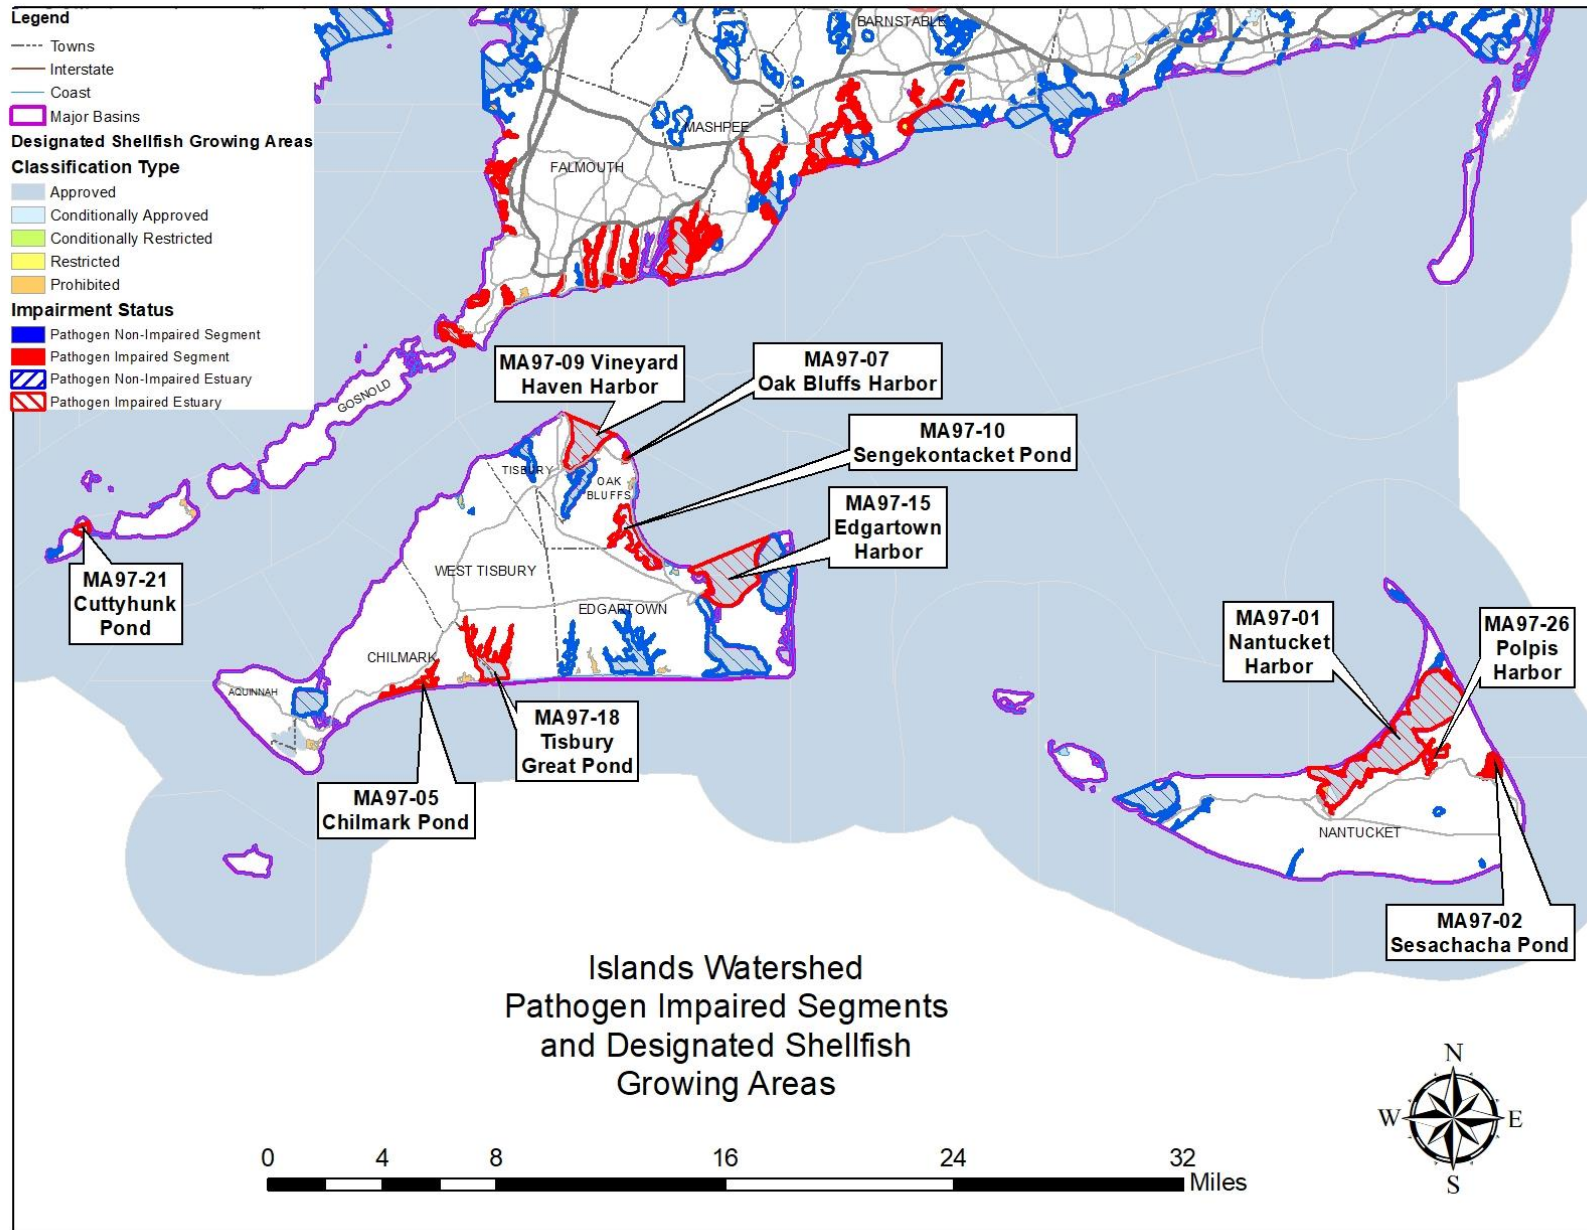 Legend
Towns
Interstate
Coast
Major Basins
Designated Shellfish Growing Areas
Classification Type
Approved
Conditionally Approved
Conditionally Restricted
Restricted
Prohibited
Impairment Status
Pathogen Non-Impaired Segment
Pathogen Impaired Segment
Pathogen Non-Impaired Estuary
Pathogen Impaired Estuary
BARNSTABLE
MASHPEE
FALMOUTH
GOSNOLD
MA97-09 Vineyard
Haven Harbor
MA97-07
Oak Bluffs Harbor
MA97-10
Sengekontacket Pond
MA97-15
Edgartown
Harbor
TISBURY
OAK
BLUFFS
WEST TISBURY
EDGARTOWN
CHILMARK
AQUINNAH
MA97-21
Cuttyhunk
Pond
MA97-18
Tisbury
Great Pond
MA97-05
Chilmark Pond
MA97-01
Nantucket
Harbor
MA97-26
Polpis
Harbor
NANTUCKET
MA97-02
Sesachacha Pond
Islands Watershed
Pathogen Impaired Segments
and Designated Shellfish
Growing Areas
N
W E
S
0 4 8 16 24 32
Miles